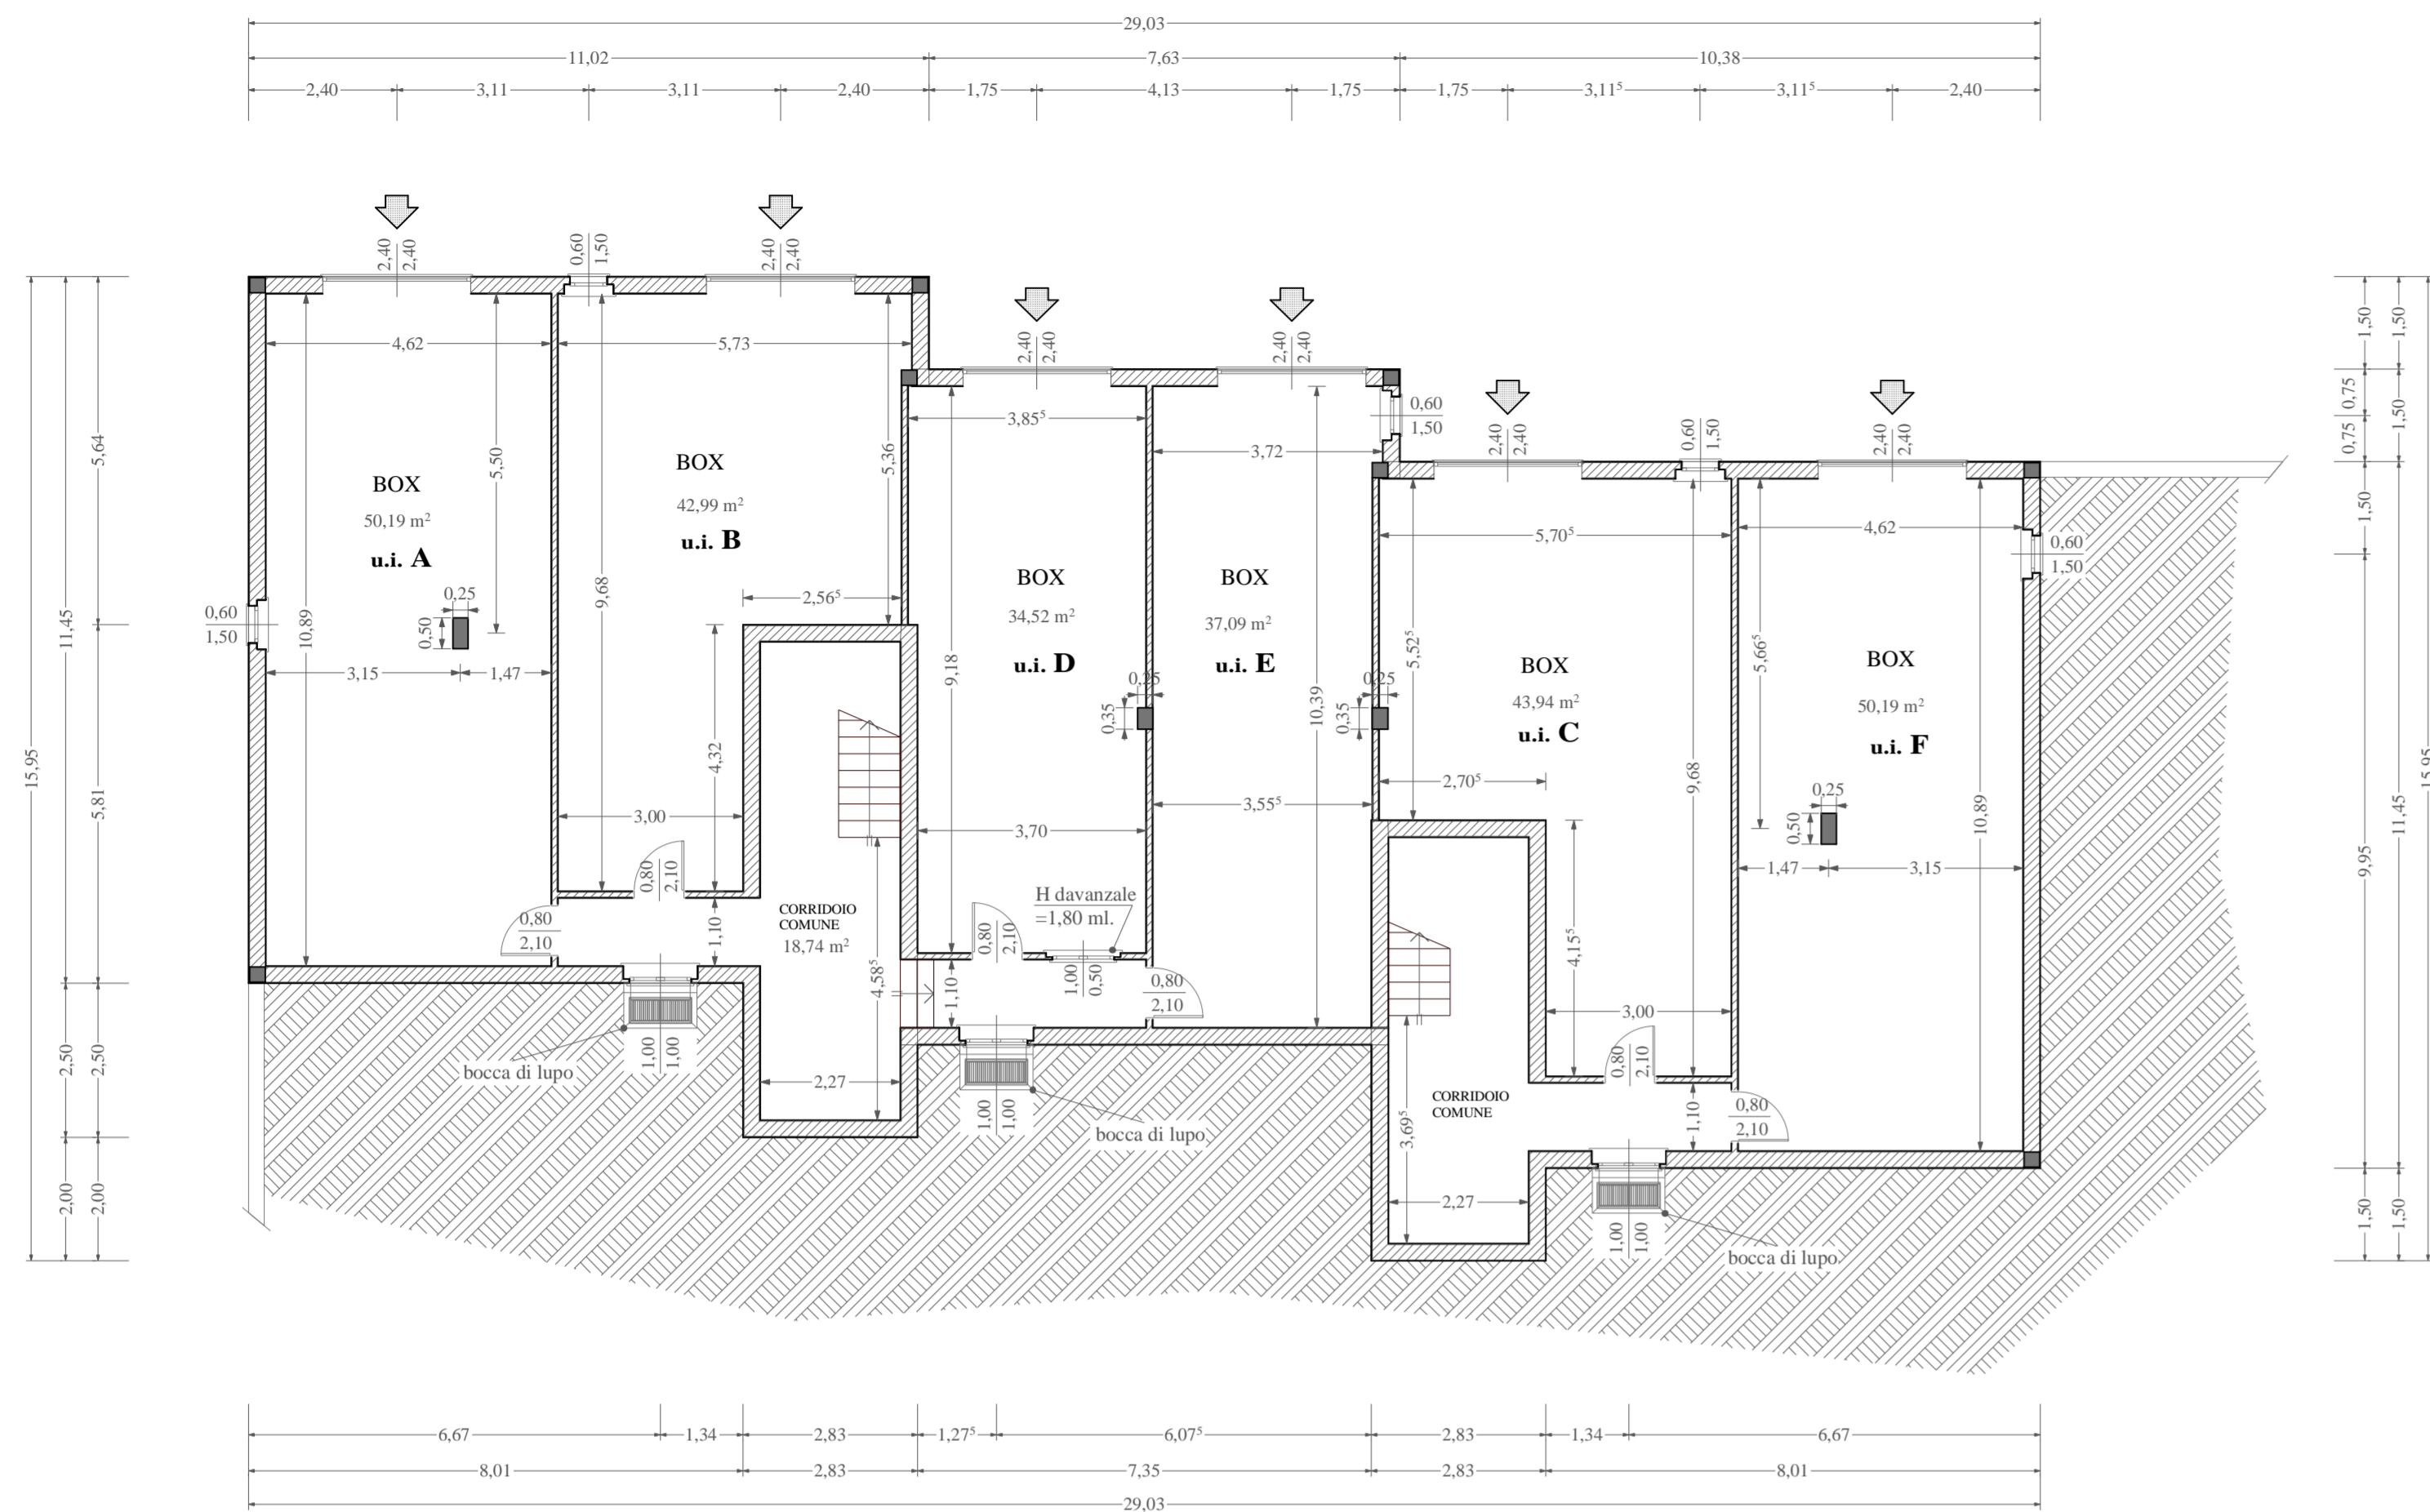 29,03
11,02 7,63 10,38
2,40 3,11 3,11 2,40 1,75 4,13 1,75 1,75 3,11⁵ 3,11⁵ 2,40
2,40 2,40
0,60 1,50
2,40 2,40
2,40 2,40
2,40 2,40
0,60
1,50
2,40 2,40
0,60 1,50
2,40 2,40
15,95
11,45
5,64
5,81
2,50
2,50
2,00
2,00
4,62
5,50
10,89
BOX
50,19 m²
u.i. A
0,25
0,50
0,60
1,50
3,15 1,47
0,80
2,10
5,73
9,68
5,36
BOX
42,99 m²
u.i. B
2,56⁵
4,32
3,00
0,80 2,10
1,10
CORRIDOIO
COMUNE
18,74 m²
4,58⁵
2,27
1,00 1,00
bocca di lupo
3,85⁵
9,18
BOX
34,52 m²
u.i. D
0,25
0,35
3,70
H davanzale
=1,80 ml.
0,80 2,10
1,00 0,50
1,10
1,00 1,00
bocca di lupo
3,72
BOX
37,09 m²
u.i. E
0,25
0,35
10,39
3,55⁵
0,80
2,10
5,70⁵
5,52⁵
9,68
BOX
43,94 m²
u.i. C
2,70⁵
4,15⁵
3,00
0,80 2,10
1,10
CORRIDOIO
COMUNE
3,69⁵
2,27
1,00 1,00
bocca di lupo
4,62
0,60
1,50
5,66⁵
BOX
50,19 m²
u.i. F
0,25
0,50
10,89
1,47 3,15
0,80
2,10
1,50
1,50
0,75
0,75
1,50
1,50
9,95
11,45
15,95
1,50
1,50
6,67 1,34 2,83 1,27⁵ 6,07⁵ 2,83 1,34 6,67
8,01 2,83 7,35 2,83 8,01
29,03